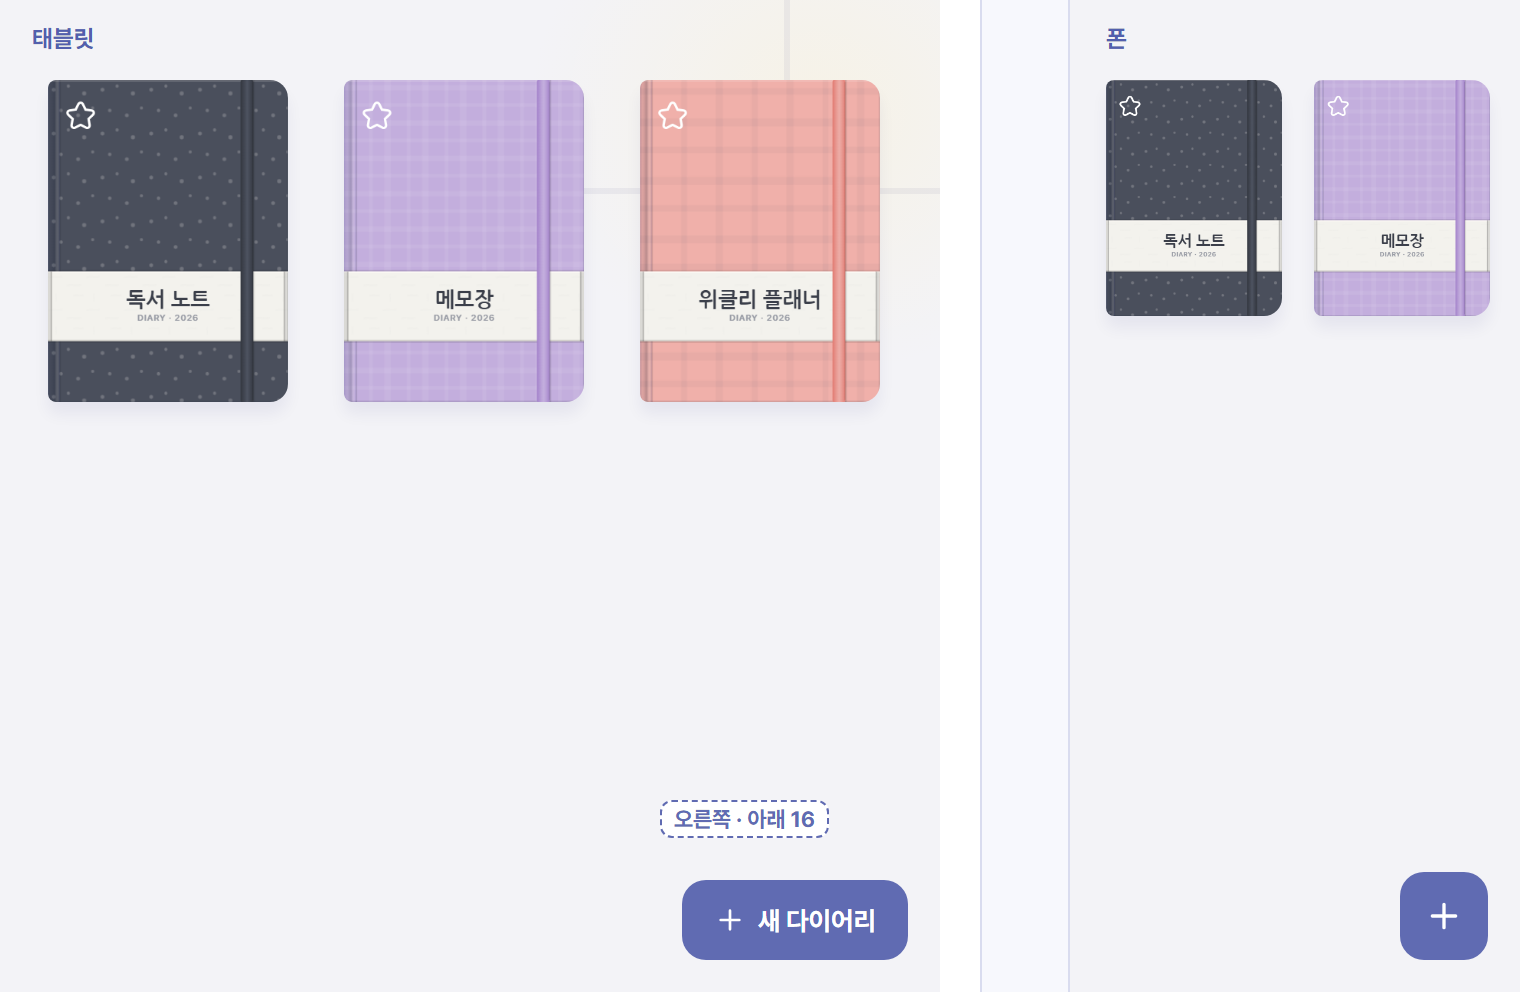 태블릿
독서 노트
DIARY · 2026
메모장
DIARY · 2026
위클리 플래너
DIARY · 2026
오른쪽 · 아래 16
새 다이어리
폰
독서 노트
DIARY · 2026
메모장
DIARY · 2026